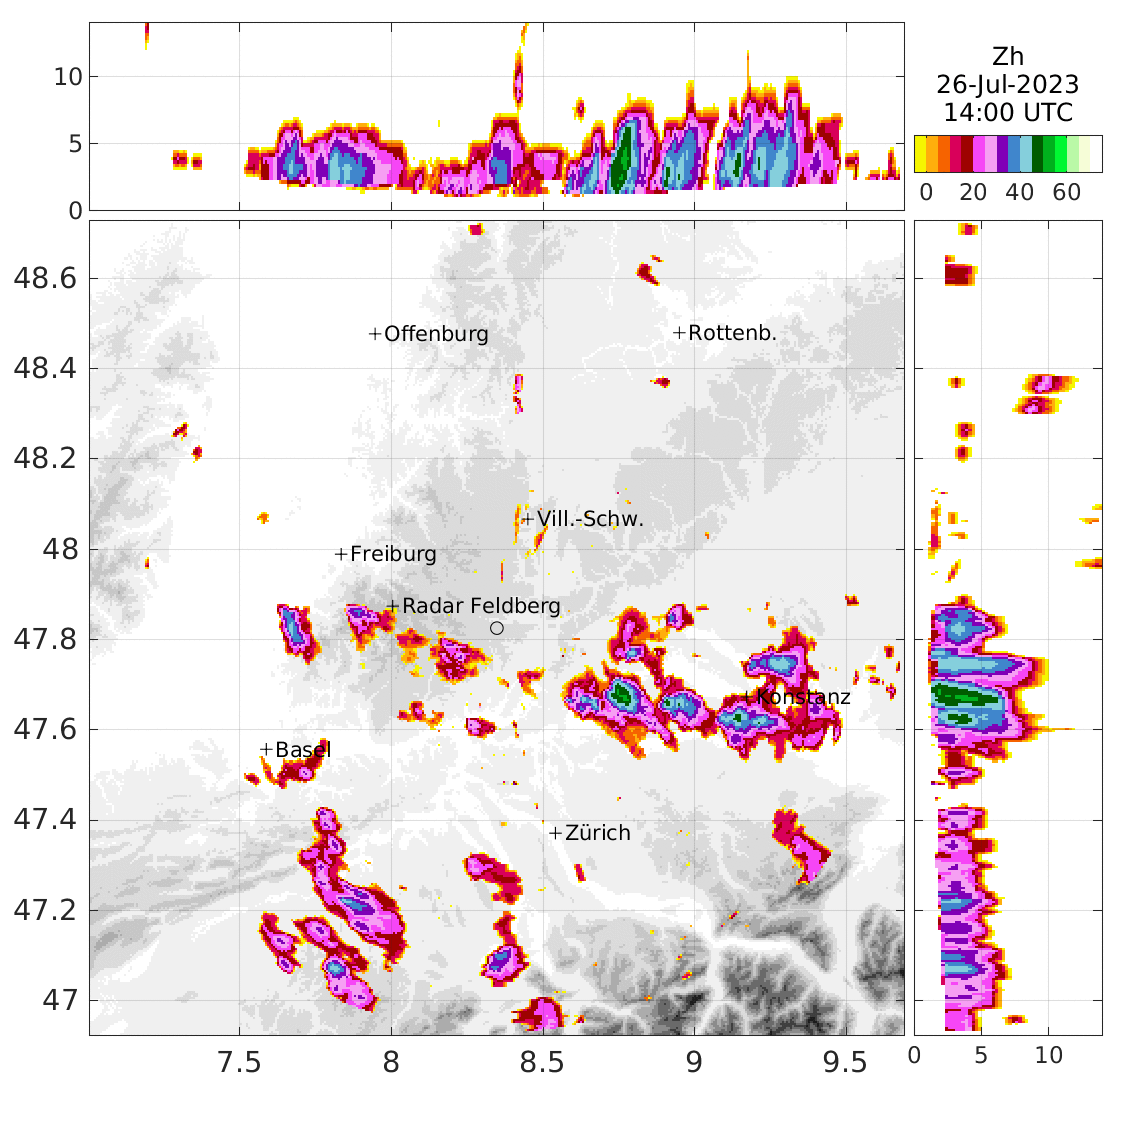 10
5
0
Zh
26-Jul-2023
14:00 UTC
0 20 40 60
48.6
48.4
48.2
48
47.8
47.6
47.4
47.2
47
+Offenburg
+Rottenb.
+Vill.-Schw.
+Freiburg
+Radar Feldberg
+Konstanz
+Basel
+Zürich
7.5 8 8.5 9 9.5
0 5 10